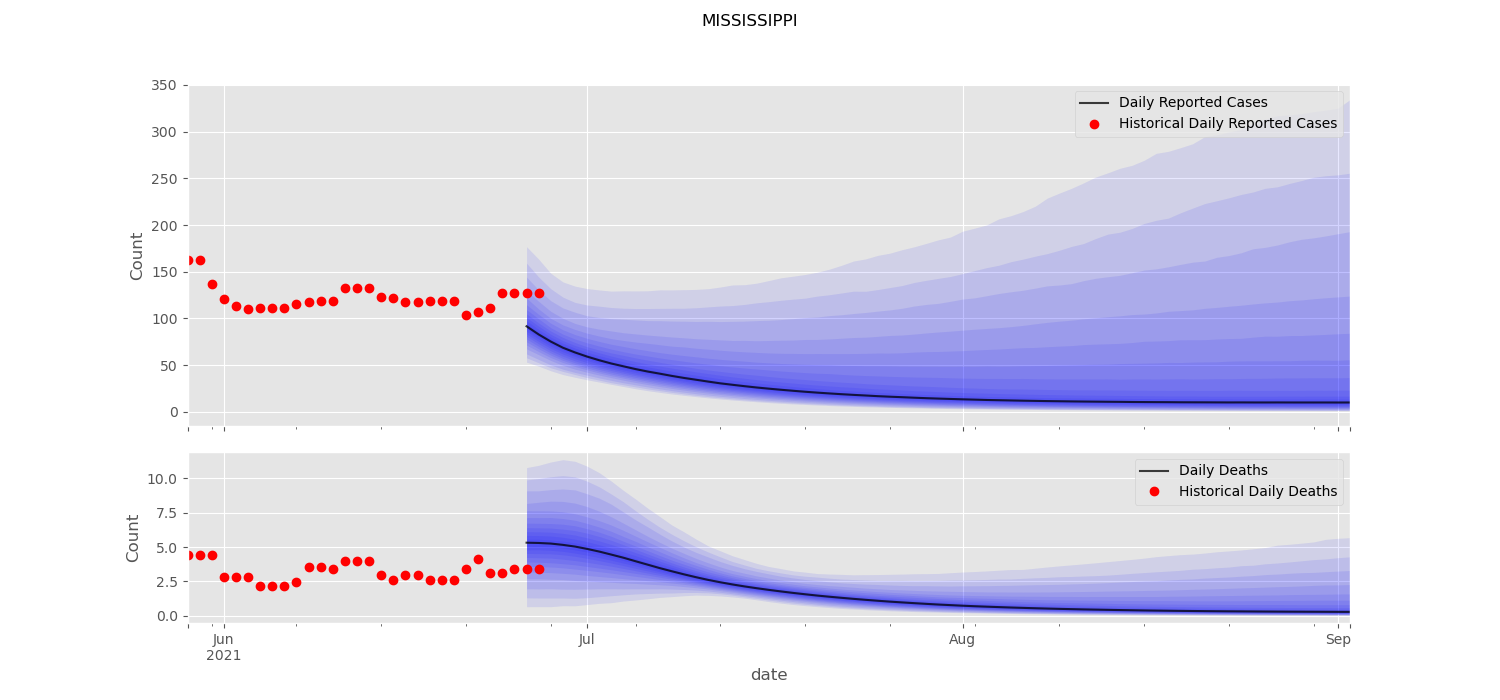 MISSISSIPPI
350
300
250
200
150
100
50
0
Count
Daily Reported Cases
Historical Daily Reported Cases
10.0
7.5
5.0
2.5
0.0
Count
Daily Deaths
Historical Daily Deaths
Jun
2021
Jul
Aug
Sep
date